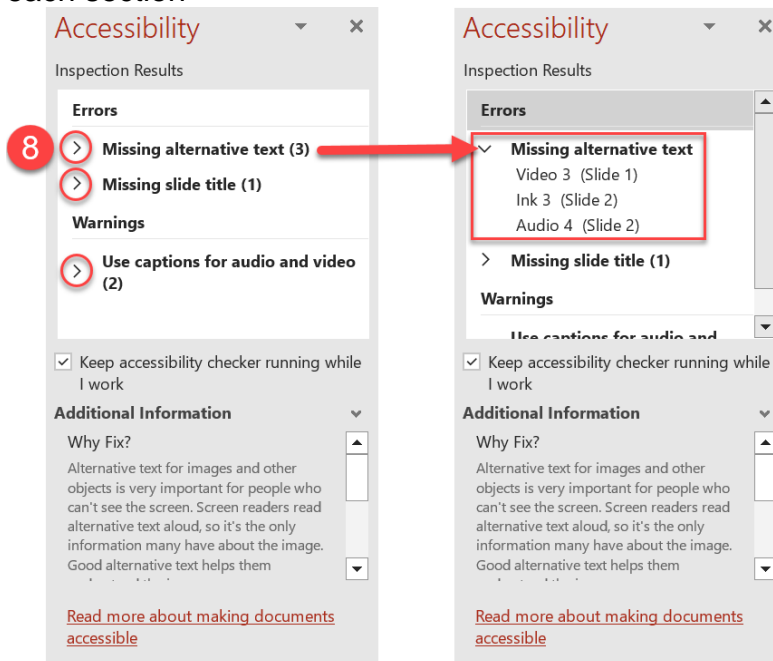 Accessibility
Inspection Results
Errors
8
Missing alternative text (3)
Missing slide title (1)
Warnings
Use captions for audio and video
(2)
Keep accessibility checker running while
I work
Additional Information
Why Fix?
Alternative text for images and other
objects is very important for people who
can't see the screen. Screen readers read
alternative text aloud, so it's the only
information many have about the image.
Good alternative text helps them
Read more about making documents
accessible
Accessibility
Inspection Results
Errors
Missing alternative text
Video 3 (Slide 1)
Ink 3 (Slide 2)
Audio 4 (Slide 2)
Missing slide title (1)
Warnings
Use captions for audio and
Keep accessibility checker running while
I work
Additional Information
Why Fix?
Alternative text for images and other
objects is very important for people who
can't see the screen. Screen readers read
alternative text aloud, so it's the only
information many have about the image.
Good alternative text helps them
Read more about making documents
accessible